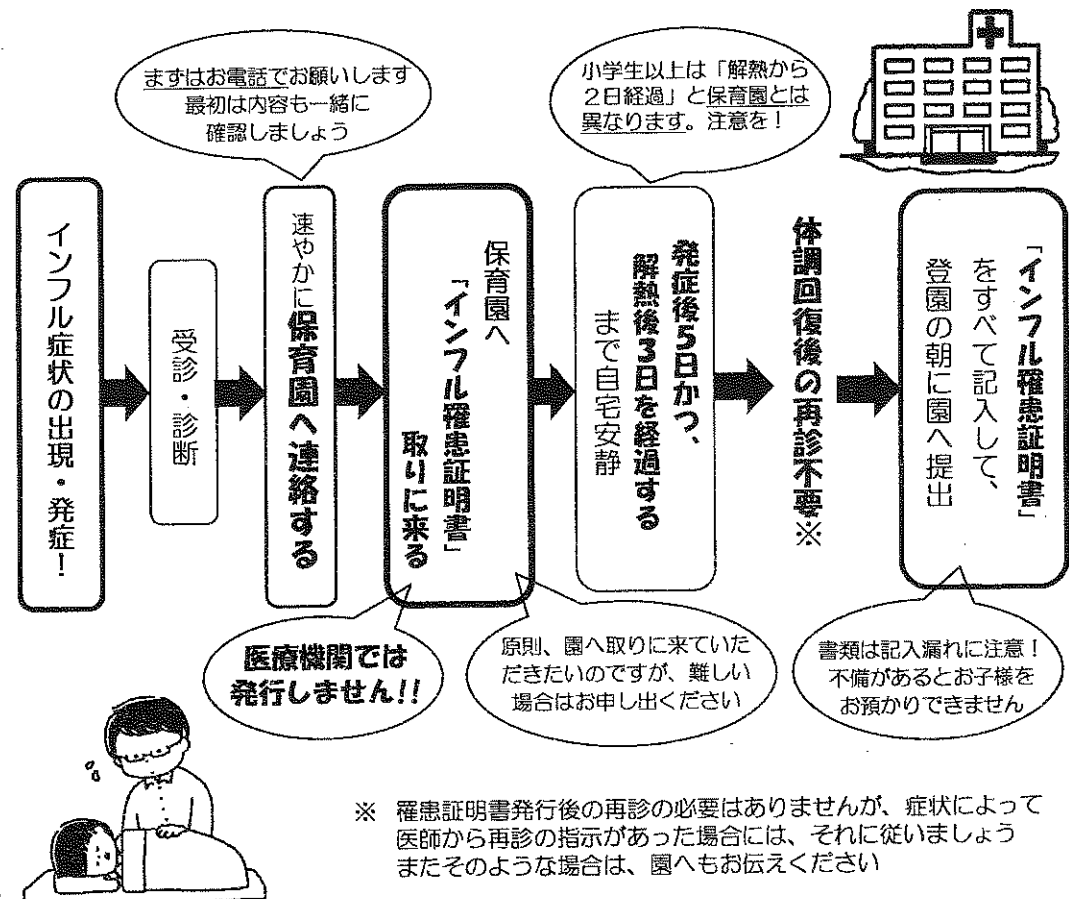 まずはお電話でお願いします
最初は内容も一緒に
確認しましょう
小学生以上は「解熱から
2日経過」と保育園とは
異なります。注意を！
インフル症状の出現・発症！
受診・診断
速やかに保育園へ連絡する
保育園へ
「インフル罹患証明書」
取りに来る
発症後5日かつ、
解熱後3日を経過する
まで自宅安静
体調回復後の再診不要※
「インフル罹患証明書」
をすべて記入して、
登園の朝に園へ提出
医療機関では
発行しません!!
原則、園へ取りに来ていた
だきたいのですが、難しい
場合はお申し出ください
書類は記入漏れに注意！
不備があるとお子様を
お預かりできません
※ 罹患証明書発行後の再診の必要はありませんが、症状によって
医師から再診の指示があった場合には、それに従いましょう
またそのような場合は、園へもお伝えください